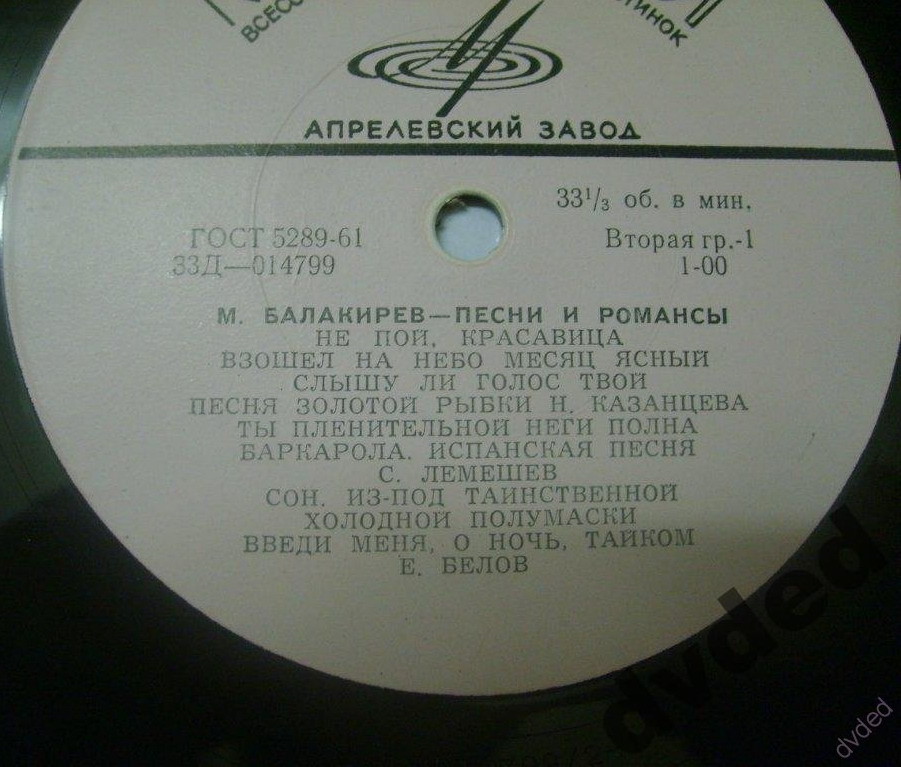 АПРЕЛЕВСКИЙ ЗАВОД
33 1/3 об. в мин.
ГОСТ 5289-61
Вторая гр.-1
33Д—014799
1-00
М. БАЛАКИРЕВ—ПЕСНИ И РОМАНСЫ
НЕ ПОЙ, КРАСАВИЦА
ВЗОШЕЛ НА НЕБО МЕСЯЦ ЯСНЫЙ
СЛЫШУ ЛИ ГОЛОС ТВОЙ
ПЕСНЯ ЗОЛОТОЙ РЫБКИ Н. КАЗАНЦЕВА
ТЫ ПЛЕНИТЕЛЬНОЙ НЕГИ ПОЛНА
БАРКАРОЛА. ИСПАНСКАЯ ПЕСНЯ
С. ЛЕМЕШЕВ
СОН. ИЗ-ПОД ТАИНСТВЕННОЙ
ХОЛОДНОЙ ПОЛУМАСКИ
ВВЕДИ МЕНЯ, О НОЧЬ, ТАЙКОМ
Е. БЕЛОВ
dvded
dvded